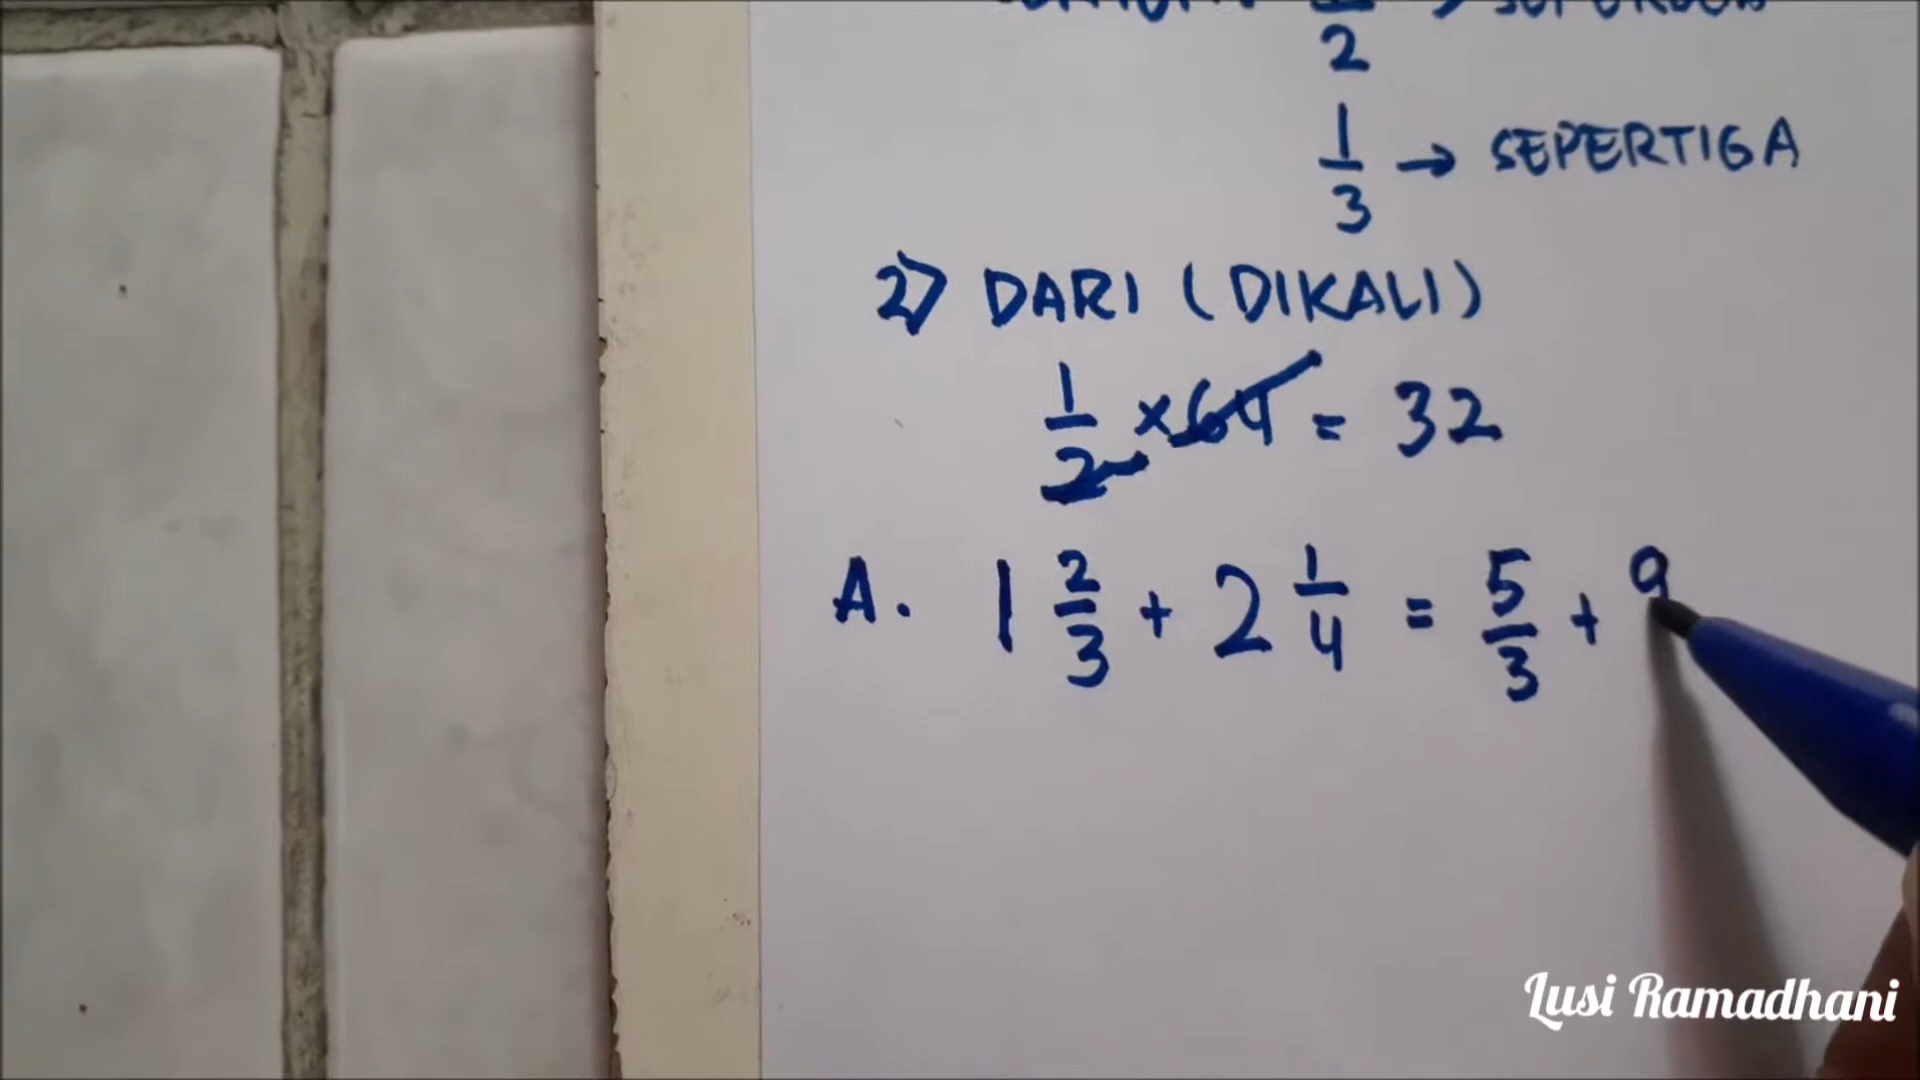 2
1/3 → SEPERTIGA
2) DARI (DIKALI)
1/2 × 64 = 32
A. 1 2/3 + 2 1/4 = 5/3 + 9
Lusi Ramadhani